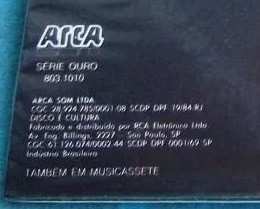 ARCA
SÉRIE OURO
803.1010
ARCA SOM LTDA.
CGC 28.924.785/0001-08 SCDP DPF 19/84 RJ
DISCO É CULTURA
Fabricado e distribuído por RCA Eletrônica Ltda
Av. Eng. Billings, 2227 - São Paulo, SP
CGC 61.126.074/0002-44 SCDP DPF 0001/69 SP
Indústria Brasileira
TAMBÉM EM MUSICASSETE